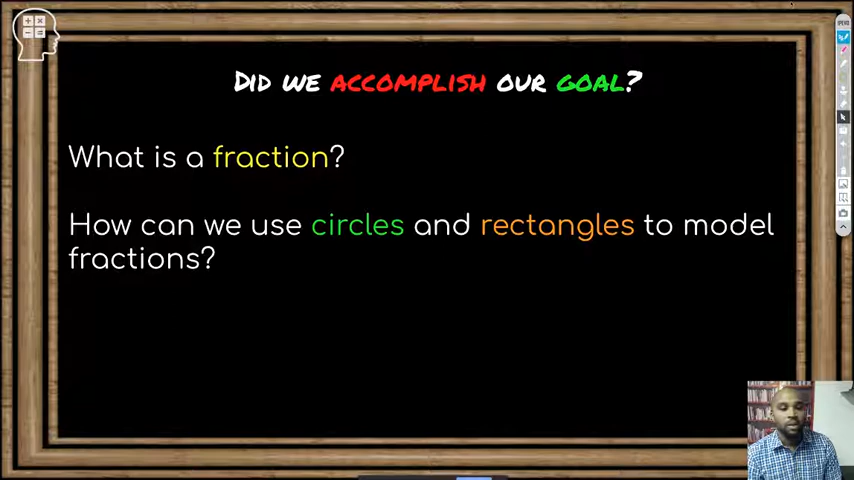 Did we accomplish our goal?
What is a fraction?
How can we use circles and rectangles to model
fractions?